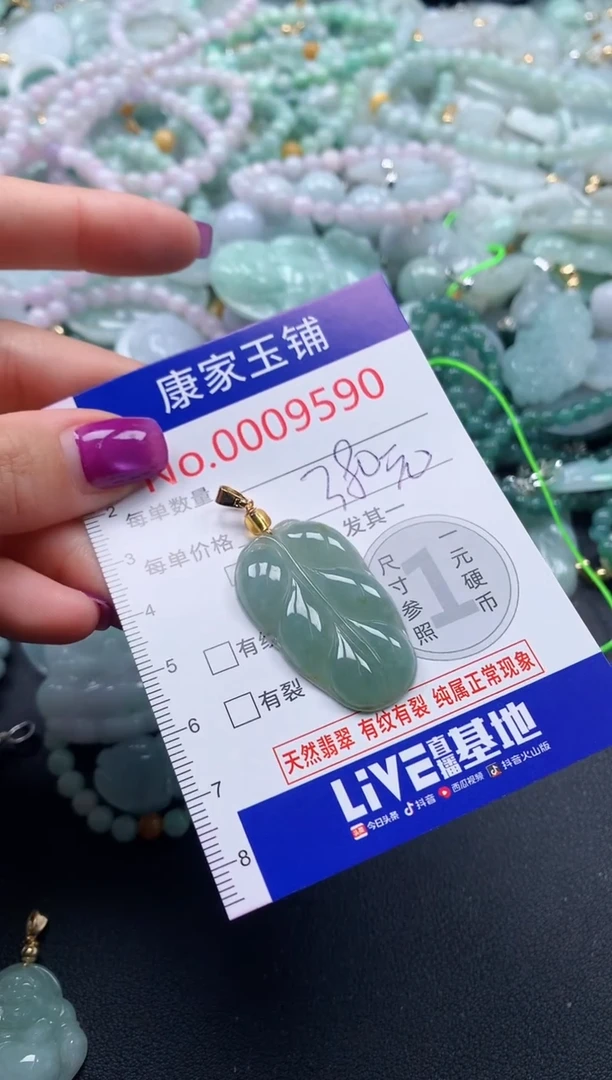 康家玉铺
No.0009590
每单数量
380元
每单价格
发其一
尺寸参照
1
一元硬币
2
3
4
5
6
7
8
有纹
有裂
天然翡翠 有纹有裂 纯属正常现象
LiVE直播基地
头条 今日头条 抖音 西瓜视频 抖音火山版